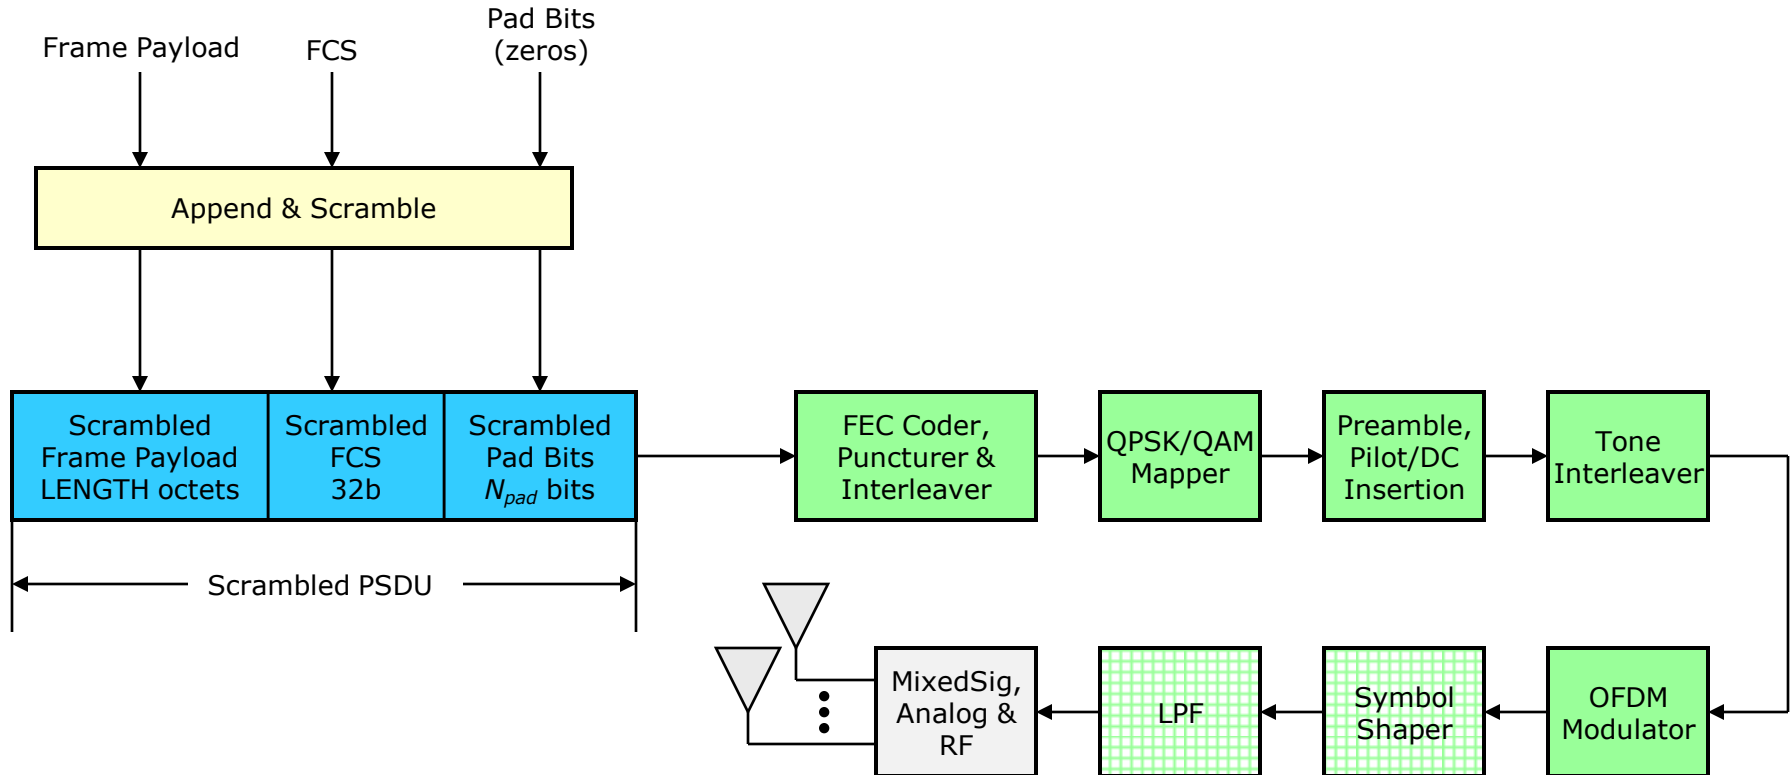 Frame Payload
FCS
Pad Bits
(zeros)
Append & Scramble
Scrambled
Frame Payload
LENGTH octets
Scrambled
FCS
32b
Scrambled
Pad Bits
Npad bits
FEC Coder,
Puncturer &
Interleaver
QPSK/QAM
Mapper
Preamble,
Pilot/DC
Insertion
Tone
Interleaver
Scrambled PSDU
MixedSig,
Analog &
RF
LPF
Symbol
Shaper
OFDM
Modulator